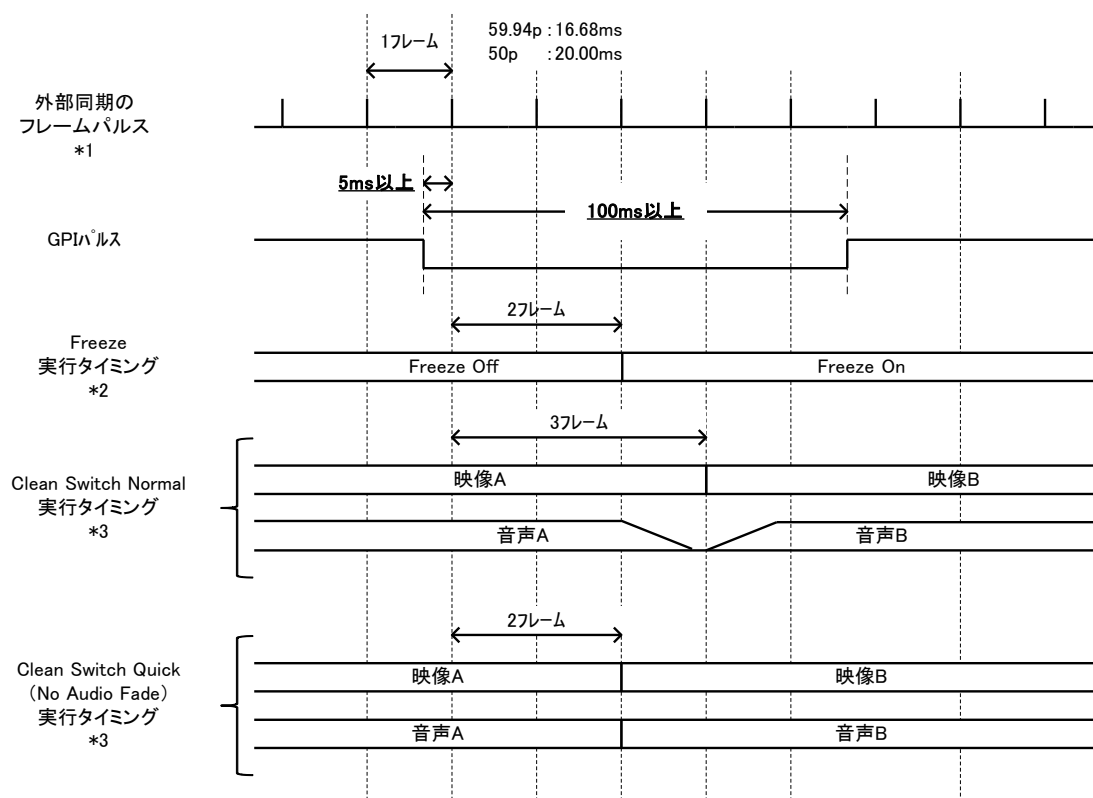 59.94p : 16.68ms
50p : 20.00ms
1フレーム
外部同期の
フレームパルス
*1
5ms以上
100ms以上
GPIパルス
2フレーム
Freeze
実行タイミング
*2
Freeze Off
Freeze On
3フレーム
Clean Switch Normal
実行タイミング
*3
映像A
映像B
音声A
音声B
2フレーム
Clean Switch Quick
(No Audio Fade)
実行タイミング
*3
映像A
映像B
音声A
音声B